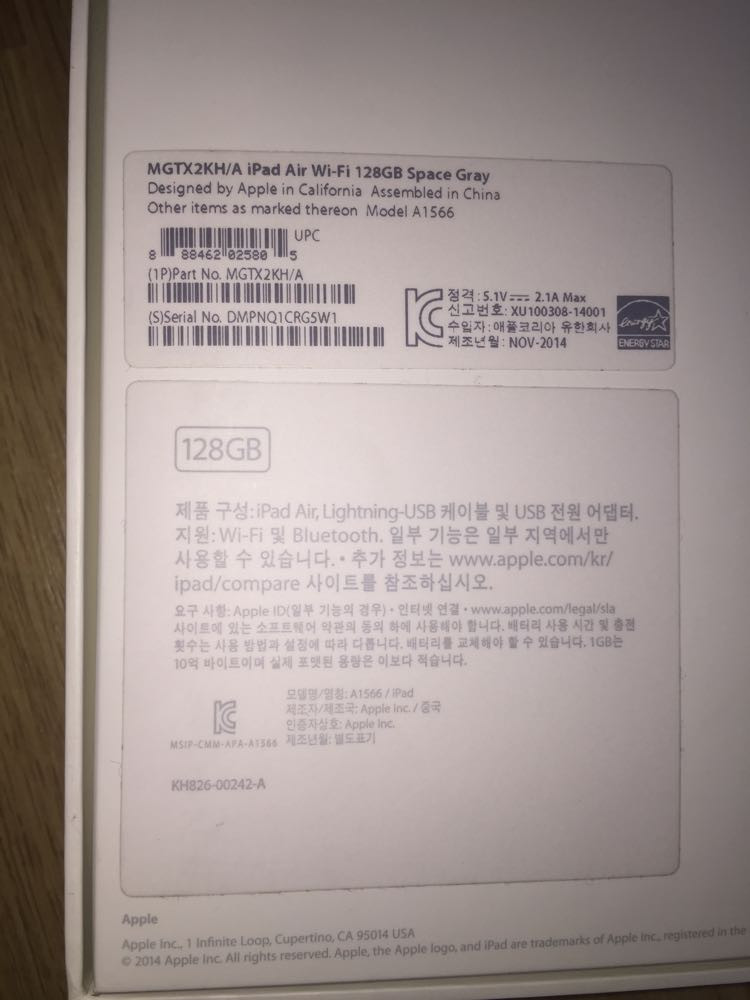 MGTX2KH/A iPad Air Wi-Fi 128GB Space Gray
Designed by Apple in California Assembled in China
Other items as marked thereon Model A1566
UPC
8 88462 02580 5
(1P)Part No. MGTX2KH/A
(S)Serial No. DMPNQ1CRG5W1
정격: 5.1V 2.1A Max
신고번호: XU100308-14001
수입자: 애플코리아 유한회사
제조년월: NOV-2014
energy
ENERGY STAR
128GB
제품 구성: iPad Air, Lightning-USB 케이블 및 USB 전원 어댑터.
지원: Wi-Fi 및 Bluetooth. 일부 기능은 일부 지역에서만
사용할 수 있습니다. • 추가 정보는 www.apple.com/kr/
ipad/compare 사이트를 참조하십시오.
요구 사항: Apple ID(일부 기능의 경우) • 인터넷 연결 • www.apple.com/legal/sla
사이트에 있는 소프트웨어 약관의 동의 하에 사용해야 합니다. 배터리 사용 시간 및 충전
횟수는 사용 방법과 설정에 따라 다릅니다. 배터리를 교체해야 할 수 있습니다. 1GB는
10억 바이트이며 실제 포맷된 용량은 이보다 적습니다.
모델명/명칭: A1566 / iPad
제조자/제조국: Apple Inc. / 중국
인증자상호: Apple Inc.
제조년월: 별도표기
MSIP-CMM-APA-A1566
KH826-00242-A
Apple
Apple Inc., 1 Infinite Loop, Cupertino, CA 95014 USA
© 2014 Apple Inc. All rights reserved. Apple, the Apple logo, and iPad are trademarks of Apple Inc., registered in the